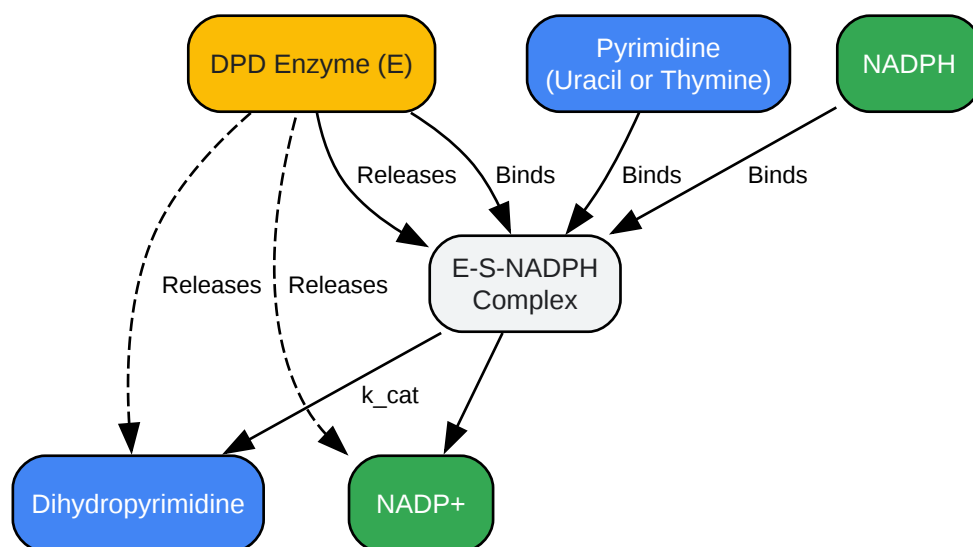 DPD Enzyme (E)
Pyrimidine
(Uracil or Thymine)
NADPH
Releases
Binds
Binds
Binds
E-S-NADPH
Complex
Releases
Releases
k_cat
Dihydropyrimidine
NADP+